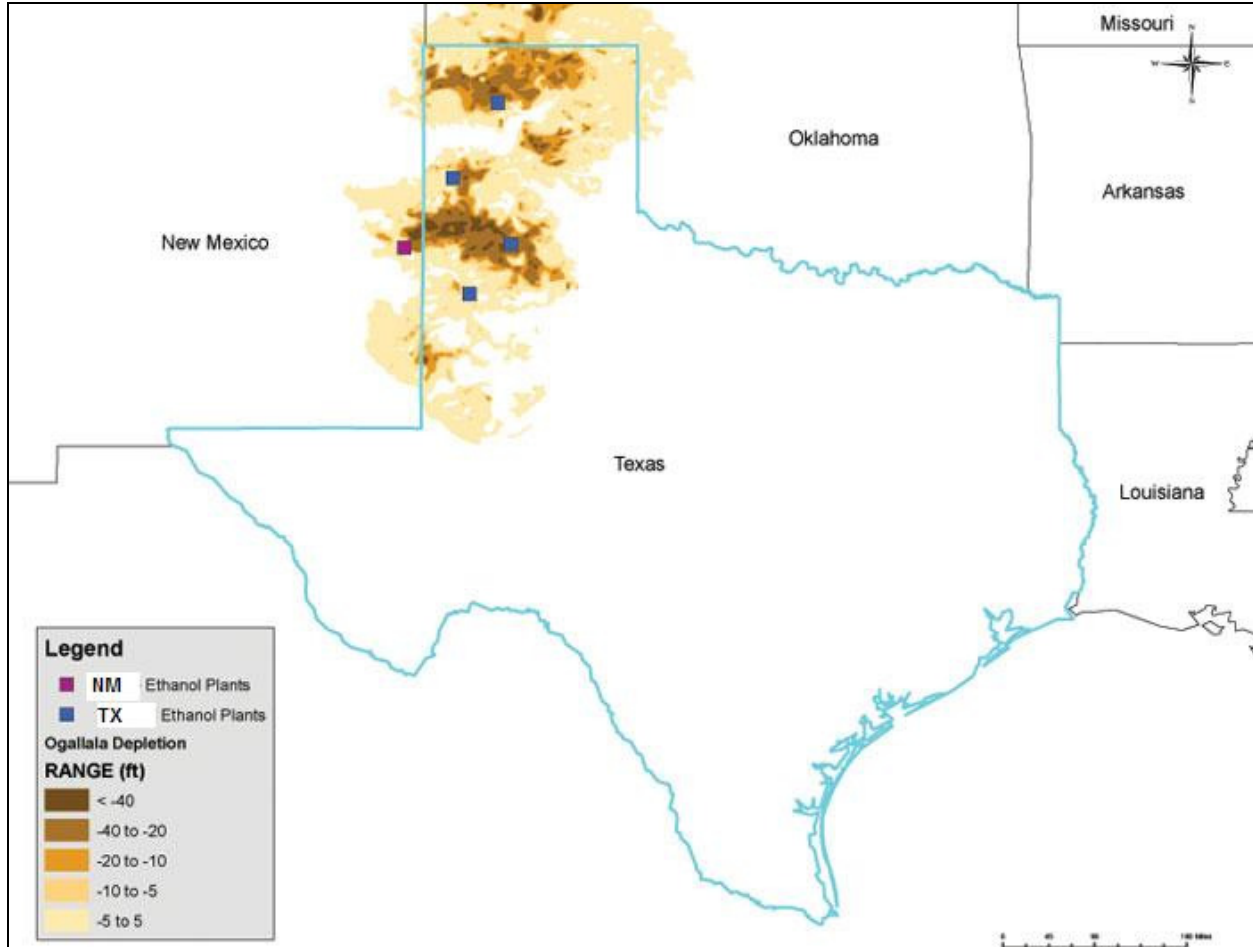 Missouri
N
W
E
S
Oklahoma
Arkansas
New Mexico
Texas
Louisiana
Legend
NM Ethanol Plants
TX Ethanol Plants
Ogallala Depletion
RANGE (ft)
< -40
-40 to -20
-20 to -10
-10 to -5
-5 to 5
Miles